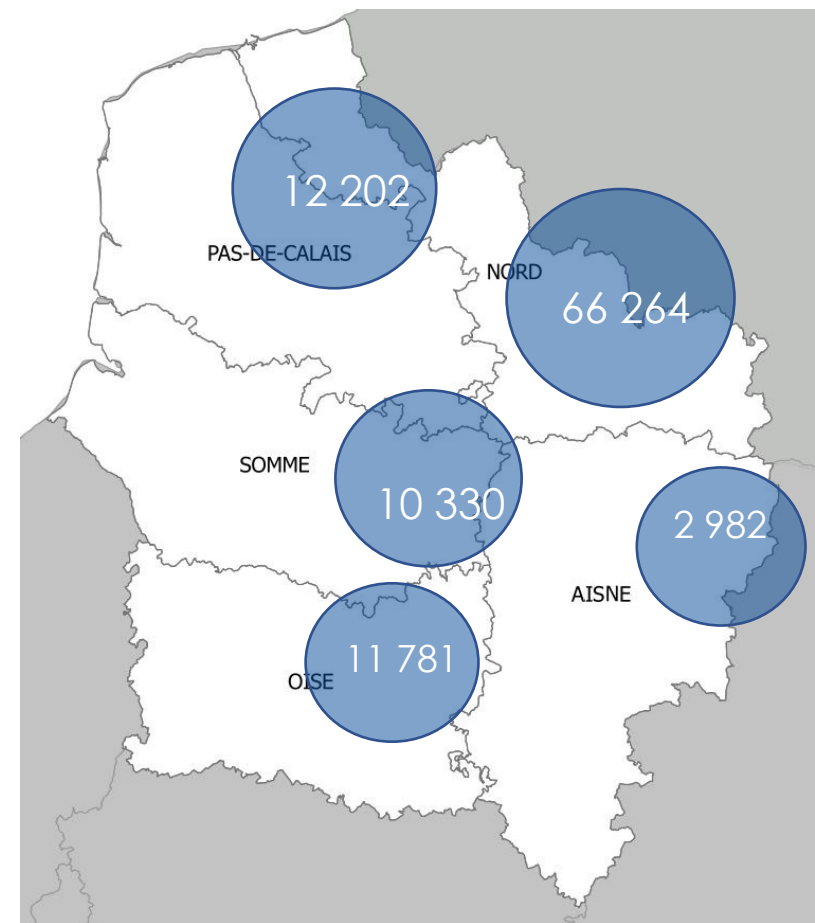 12 202
PAS-DE-CALAIS
NORD
66 264
SOMME
10 330
2 982
AISNE
11 781
OISE